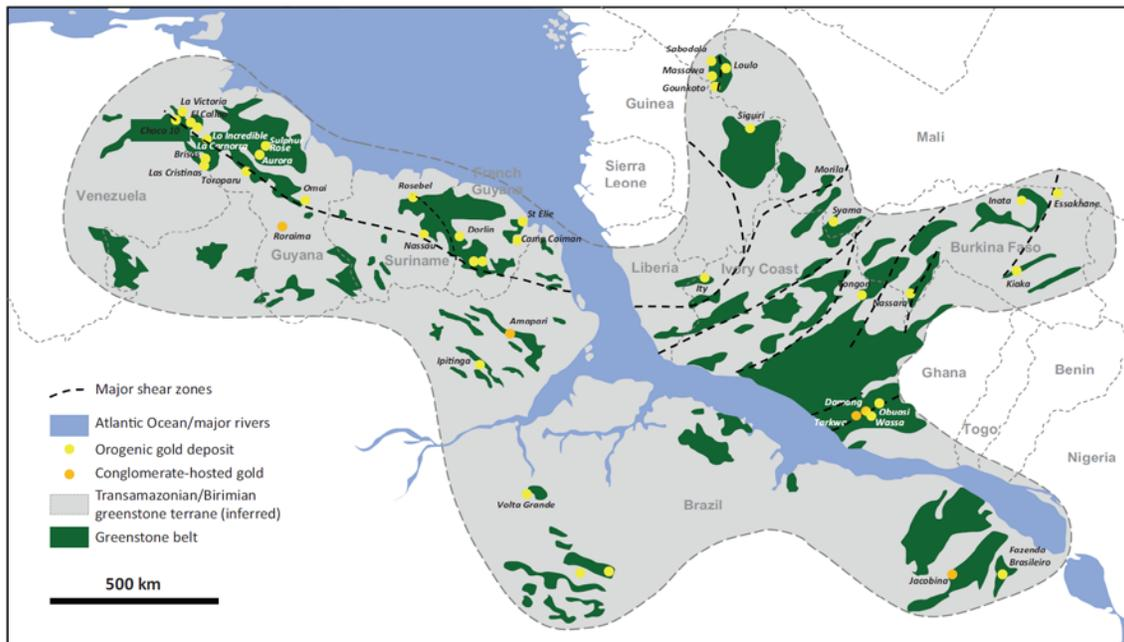 Sabodala
Massawa
Loulo
Gounkoto
Guinea
Siguiri
Mali
Sierra
Leone
Morila
Syama
Inata
Essakhane
Burkina Faso
Kiaka
Liberia
Ivory Coast
Ity
Nassara
Ghana
Benin
Togo
Nigeria
Damang
Obuasi
Tarkwa
Wassa
La Victoria
El Callao
Choco 10
Lo Incredible
La Camorra
Sulphur
Rose
Aurora
Brisas
Las Cristinas
Toroparu
Omai
Venezuela
Roraima
Guyana
French
Guyana
Rosebel
St Elie
Dorlin
Camp Caiman
Nassau
Suriname
Amapari
Ipitinga
Volta Grande
Brazil
Fazenda
Brasileiro
Jacobina
Major shear zones
Atlantic Ocean/major rivers
Orogenic gold deposit
Conglomerate-hosted gold
Transamazonian/Birimian
greenstone terrane (inferred)
Greenstone belt
500 km